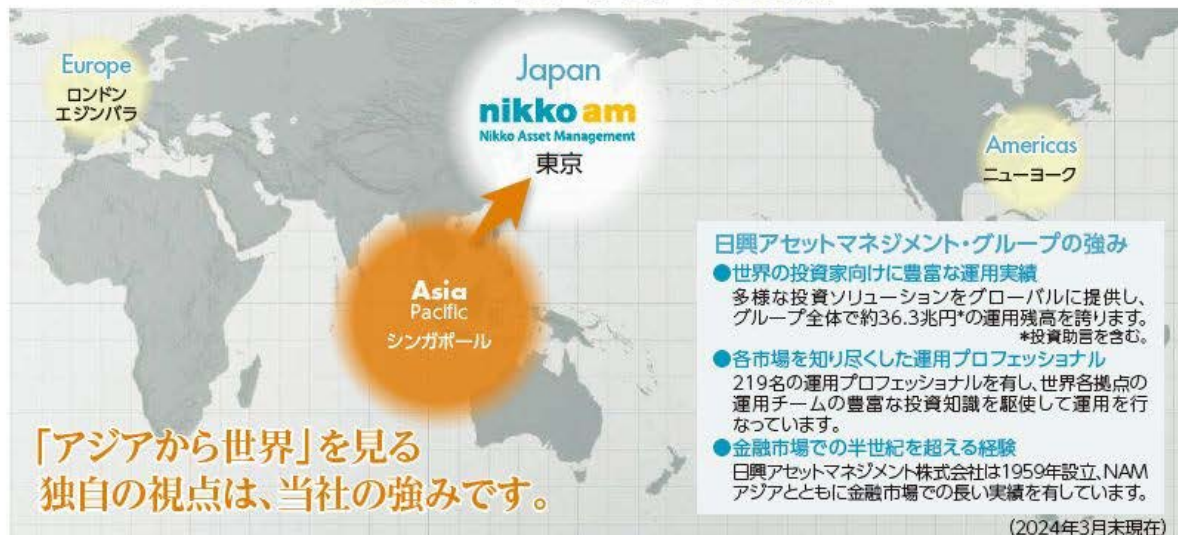 Europe
ロンドン
エジンバラ
Japan
nikko am
Nikko Asset Management
東京
Americas
ニューヨーク
Asia
Pacific
シンガポール
「アジアから世界」を見る
独自の視点は、当社の強みです。
日興アセットマネジメント・グループの強み
●世界の投資家向けに豊富な運用実績
多様な投資ソリューションをグローバルに提供し、
グループ全体で約36.3兆円*の運用残高を誇ります。
*投資助言を含む。
●各市場を知り尽くした運用プロフェッショナル
219名の運用プロフェッショナルを有し、世界各拠点の
運用チームの豊富な投資知識を駆使して運用を行
なっています。
●金融市場での半世紀を超える経験
日興アセットマネジメント株式会社は1959年設立、NAM
アジアとともに金融市場での長い実績を有しています。
(2024年3月末現在)